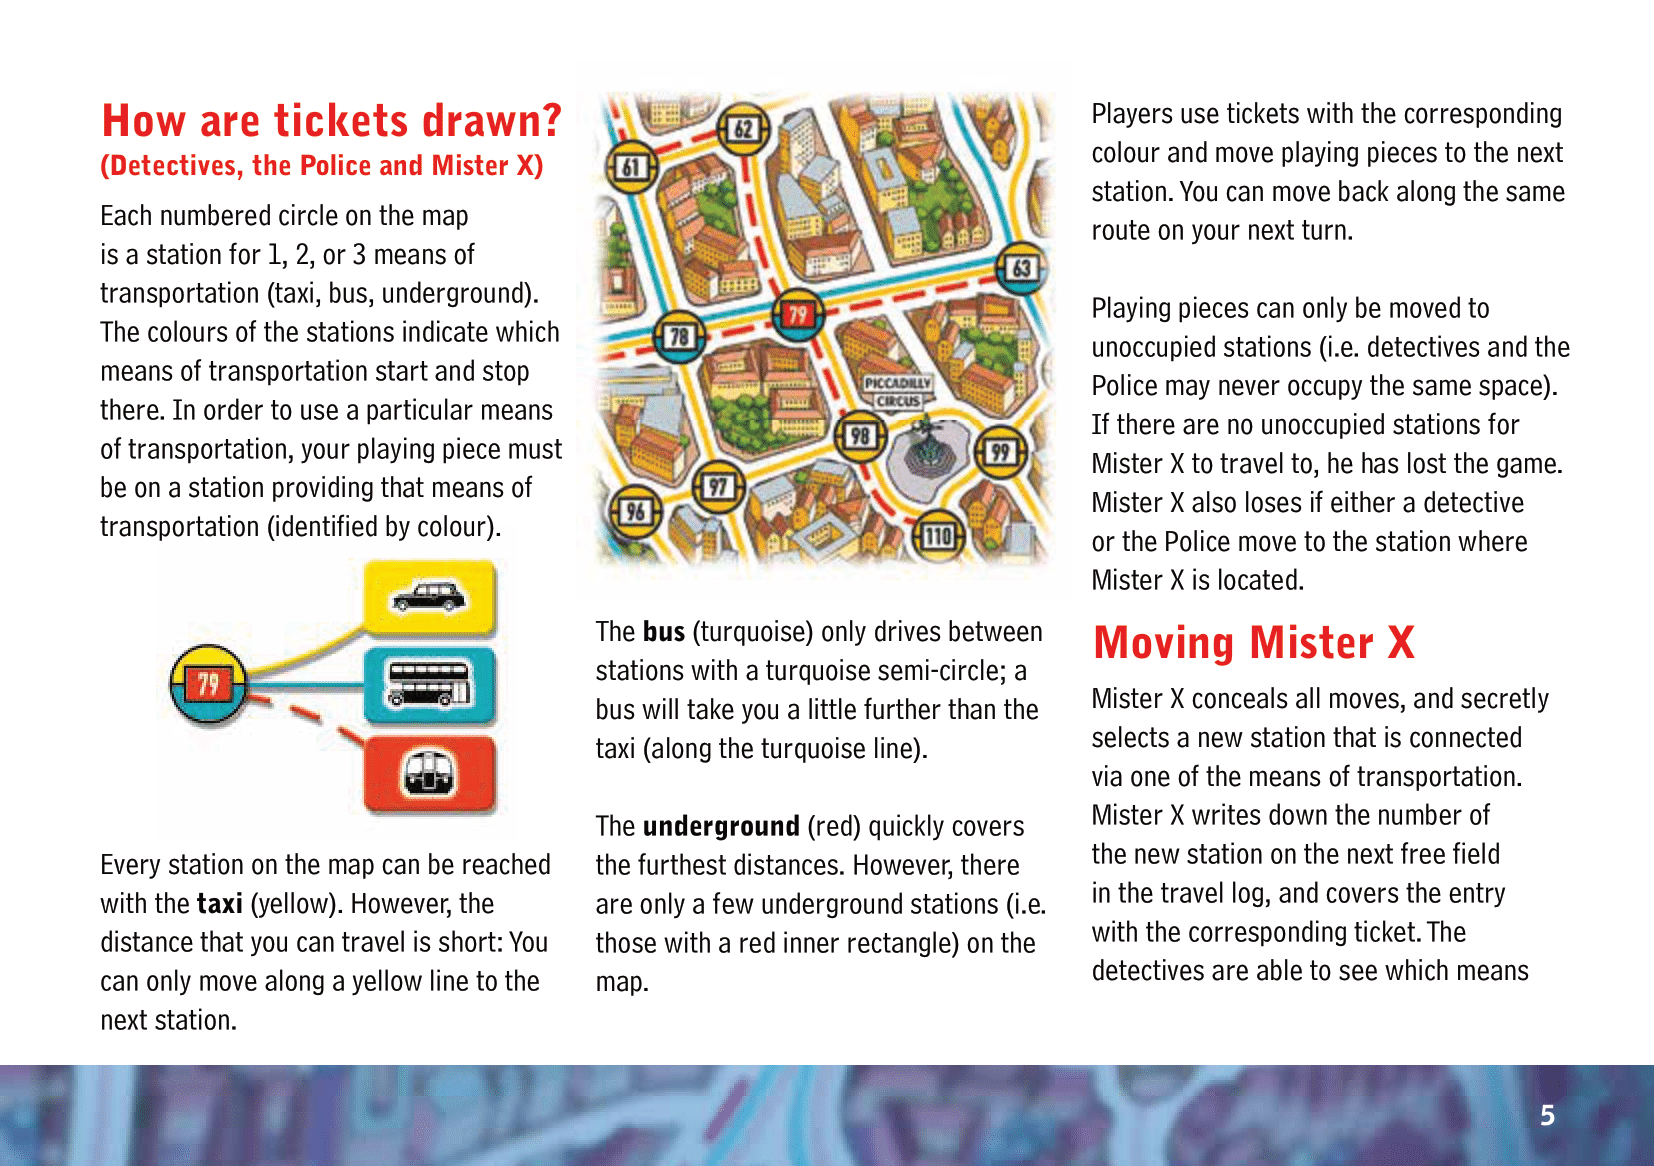 How are tickets drawn?
(Detectives, the Police and Mister X)
Each numbered circle on the map
is a station for 1, 2, or 3 means of
transportation (taxi, bus, underground).
The colours of the stations indicate which
means of transportation start and stop
there. In order to use a particular means
of transportation, your playing piece must
be on a station providing that means of
transportation (identified by colour).
79
Every station on the map can be reached
with the taxi (yellow). However, the
distance that you can travel is short: You
can only move along a yellow line to the
next station.
62
61
63
79
78
PICCADILLY
CIRCUS
98
99
97
96
110
The bus (turquoise) only drives between
stations with a turquoise semi-circle; a
bus will take you a little further than the
taxi (along the turquoise line).
The underground (red) quickly covers
the furthest distances. However, there
are only a few underground stations (i.e.
those with a red inner rectangle) on the
map.
Players use tickets with the corresponding
colour and move playing pieces to the next
station. You can move back along the same
route on your next turn.
Playing pieces can only be moved to
unoccupied stations (i.e. detectives and the
Police may never occupy the same space).
If there are no unoccupied stations for
Mister X to travel to, he has lost the game.
Mister X also loses if either a detective
or the Police move to the station where
Mister X is located.
Moving Mister X
Mister X conceals all moves, and secretly
selects a new station that is connected
via one of the means of transportation.
Mister X writes down the number of
the new station on the next free field
in the travel log, and covers the entry
with the corresponding ticket. The
detectives are able to see which means
5